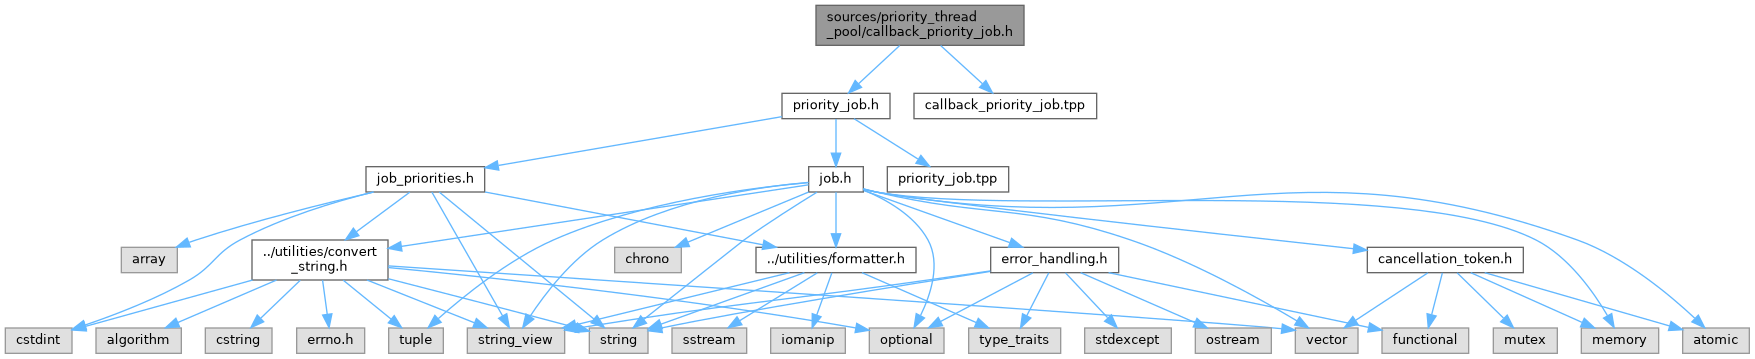 sources/priority_thread
_pool/callback_priority_job.h
priority_job.h
callback_priority_job.tpp
job_priorities.h
job.h
priority_job.tpp
array
../utilities/convert
_string.h
chrono
../utilities/formatter.h
error_handling.h
cancellation_token.h
cstdint
algorithm
cstring
errno.h
tuple
string_view
string
sstream
iomanip
optional
type_traits
stdexcept
ostream
vector
functional
mutex
memory
atomic